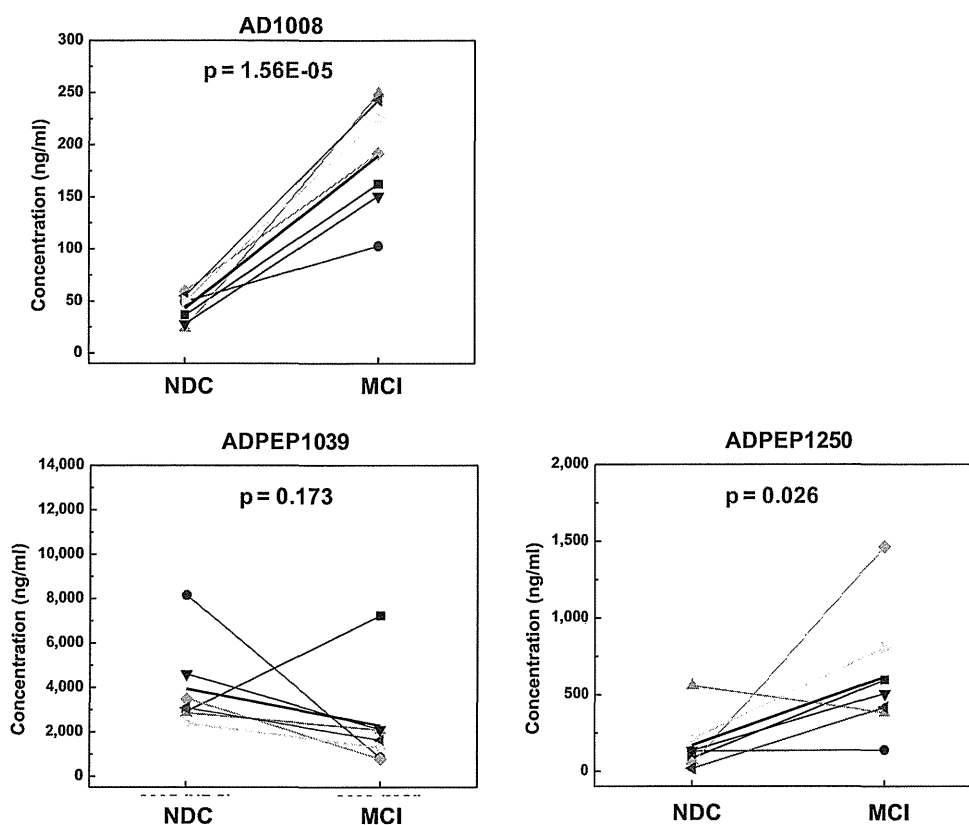 AD1008
p = 1.56E-05
Concentration (ng/ml)
300
250
200
150
100
50
0
NDC MCI
ADPEP1039
p = 0.173
Concentration (ng/ml)
14,000
12,000
10,000
8,000
6,000
4,000
2,000
0
NDC MCI
ADPEP1250
p = 0.026
Concentration (ng/ml)
2,000
1,500
1,000
500
0
NDC MCI